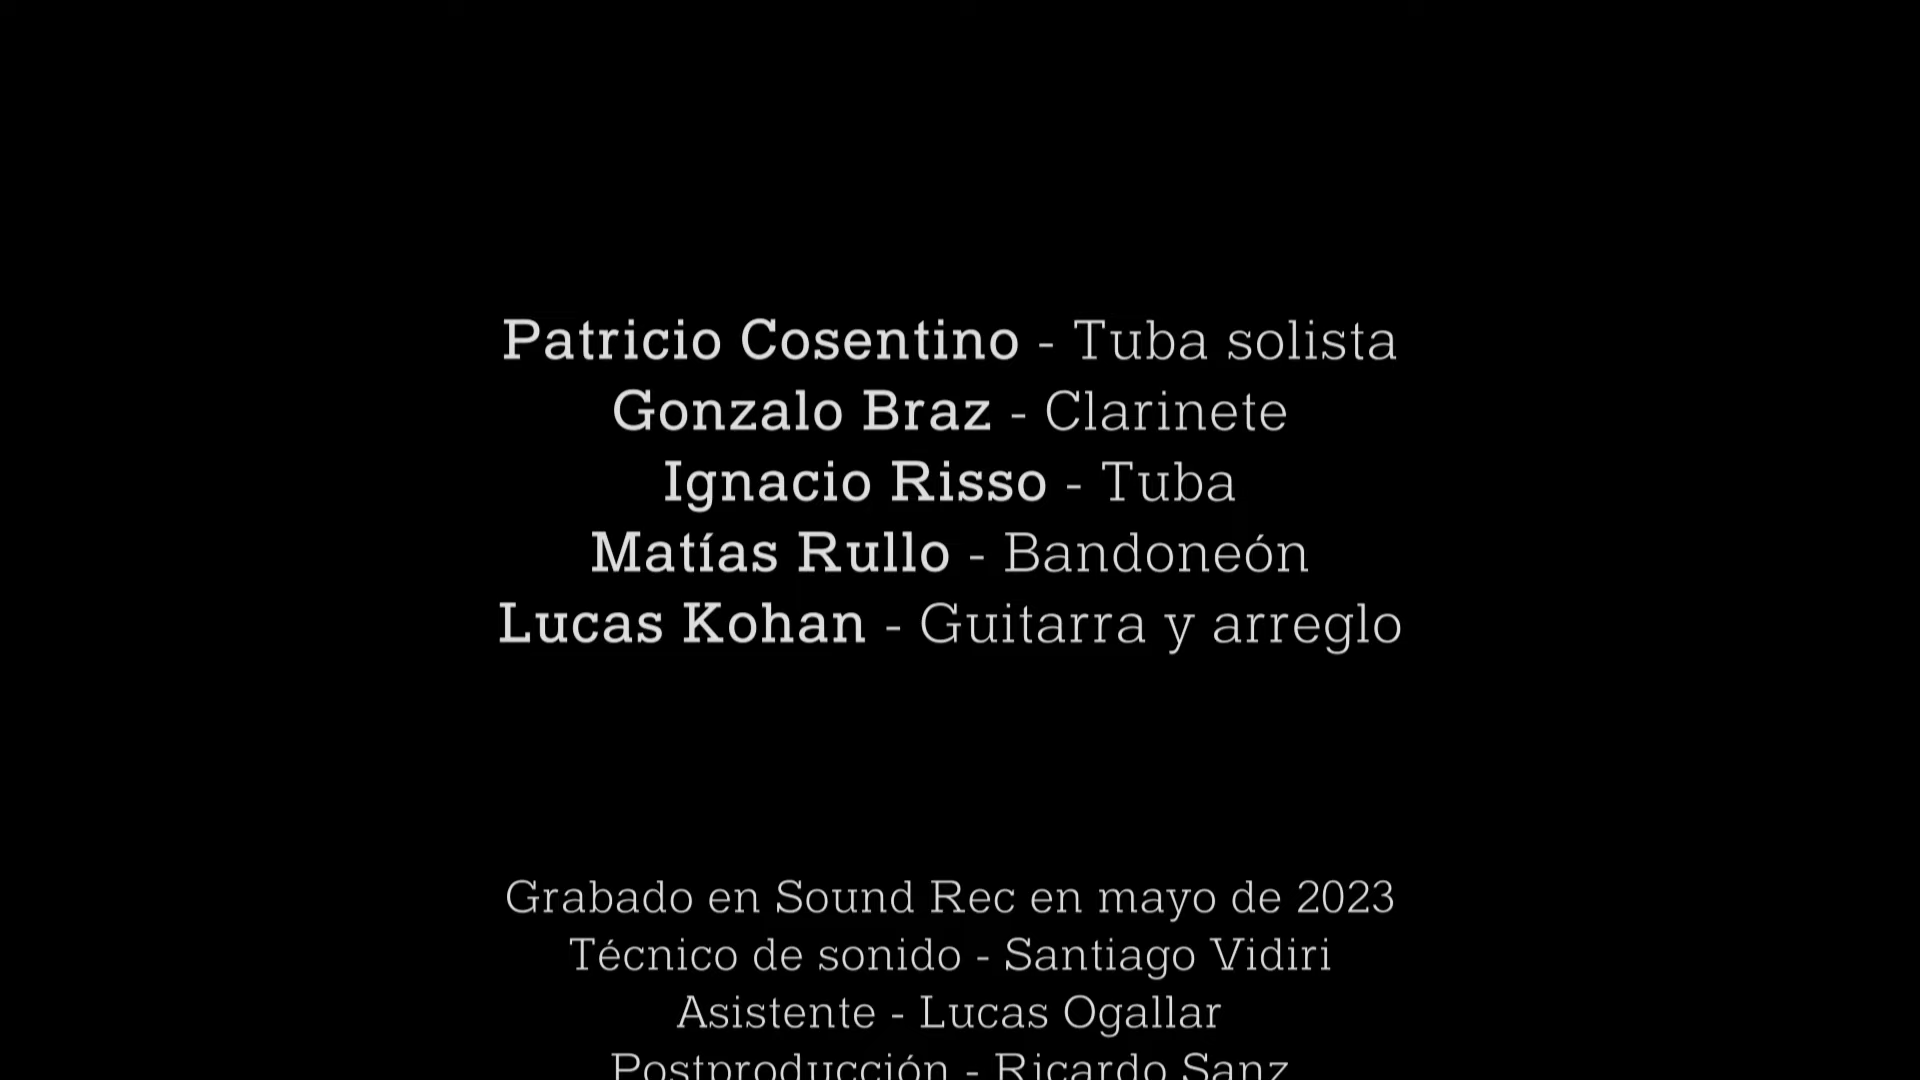 Patricio Cosentino - Tuba solista
Gonzalo Braz - Clarinete
Ignacio Risso - Tuba
Matías Rullo - Bandoneón
Lucas Kohan - Guitarra y arreglo
Grabado en Sound Rec en mayo de 2023
Técnico de sonido - Santiago Vidiri
Asistente - Lucas Ogallar
Postproducción - Ricardo Sanz